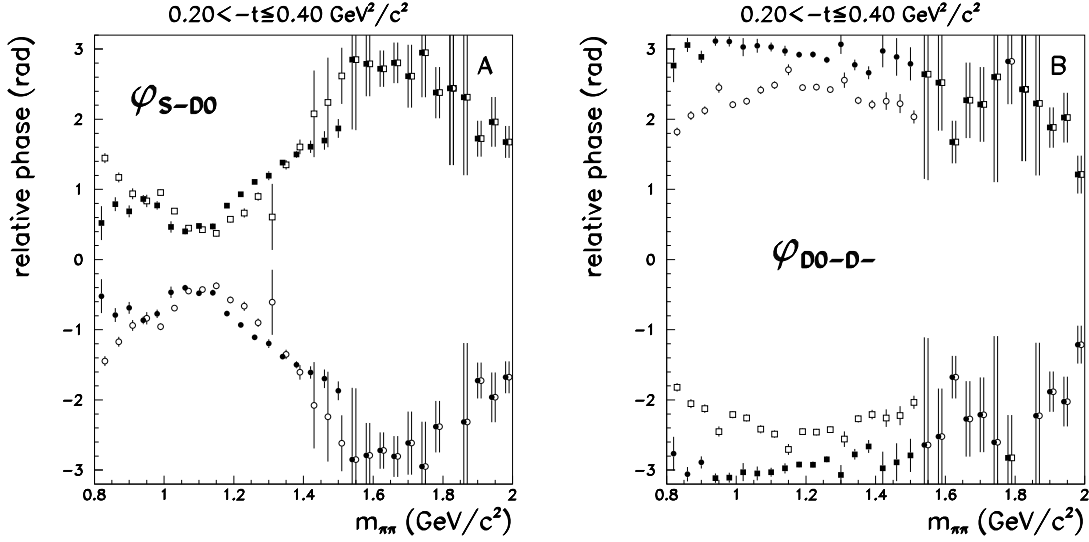 0.20<-t≤0.40 GeV²/c²
relative phase (rad)
A
φS-D0
3
2
1
0
-1
-2
-3
0.8
1
1.2
1.4
1.6
1.8
2
mππ (GeV/c²)
0.20<-t≤0.40 GeV²/c²
relative phase (rad)
B
φD0-D-
3
2
1
0
-1
-2
-3
0.8
1
1.2
1.4
1.6
1.8
2
mππ (GeV/c²)